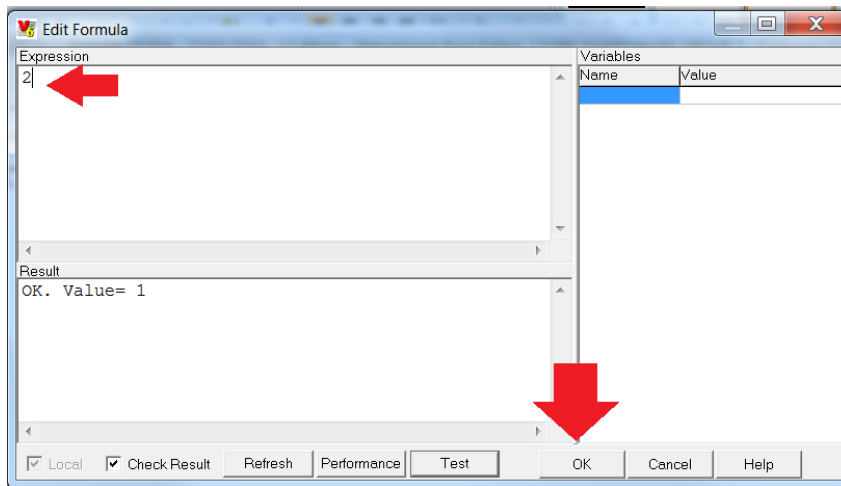 Edit Formula
Expression
2
Variables
Name Value
Result
OK. Value= 1
Local Check Result Refresh Performance Test OK Cancel Help